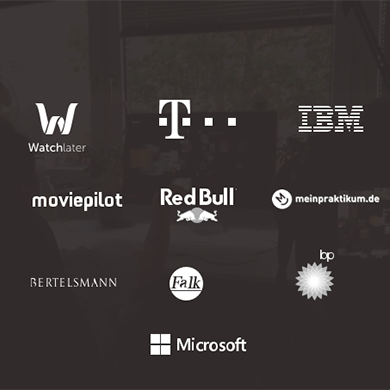 Watchlater
T
IBM
moviepilot
Red Bull
meinpraktikum.de
BERTELSMANN
Falk
bp
Microsoft